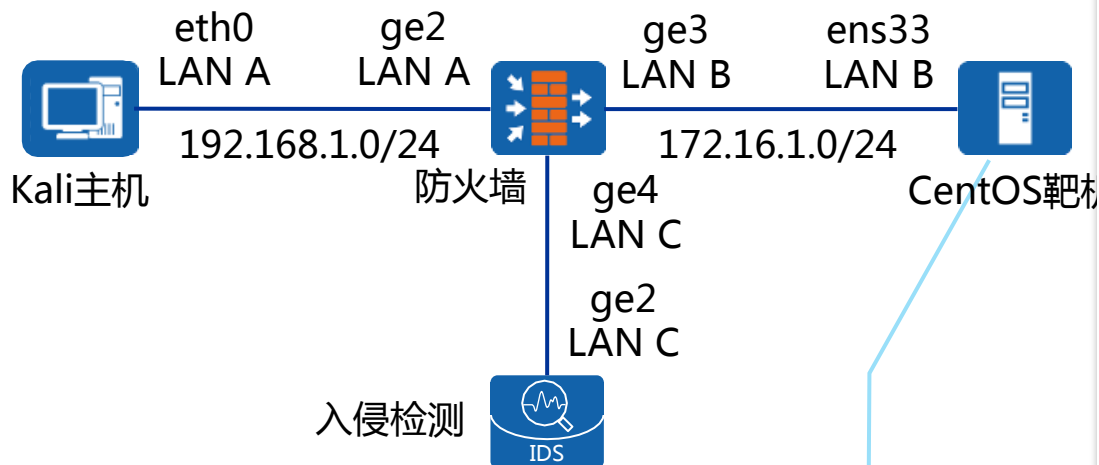 eth0
LAN A
ge2
LAN A
ge3
LAN B
ens33
LAN B
192.168.1.0/24
172.16.1.0/24
Kali主机
防火墙
CentOS靶机
ge4
LAN C
ge2
LAN C
入侵检测
IDS